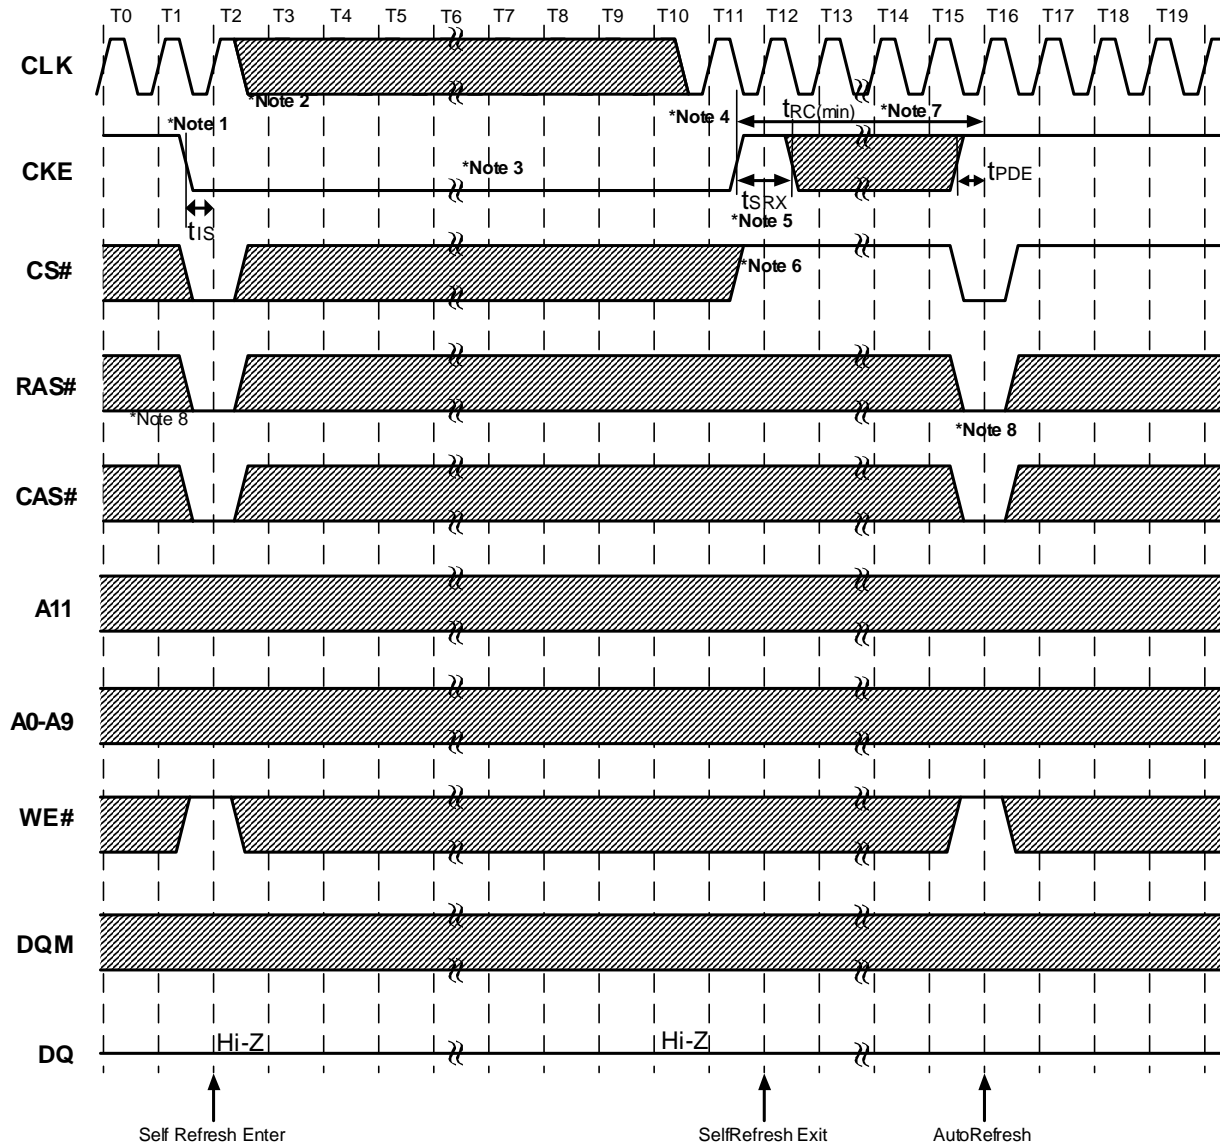 T0 T1 T2 T3 T4 T5 T6 T7 T8 T9 T10 T11 T12 T13 T14 T15 T16 T17 T18 T19
CLK
*Note 2
*Note 1
*Note 4
tRC(min)
*Note 7
CKE
*Note 3
tPDE
tSRX
*Note 5
tIS
CS#
*Note 6
RAS#
*Note 8
*Note 8
CAS#
A11
A0-A9
WE#
DQM
Hi-Z
Hi-Z
DQ
Self Refresh Enter
SelfRefresh Exit
AutoRefresh